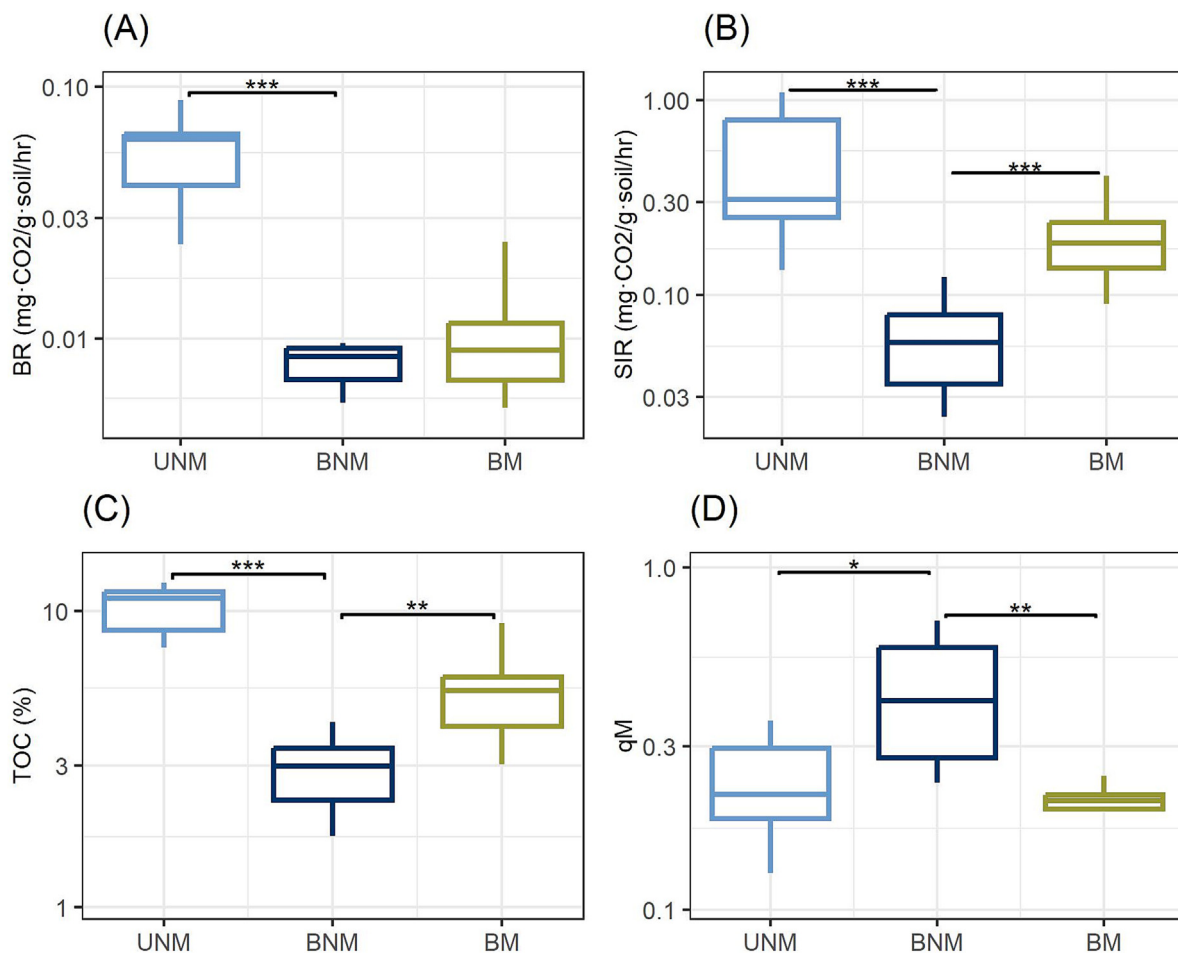 (A)
BR (mg·CO2/g·soil/hr)
0.10
0.03
0.01
***
UNM
BNM
BM
(B)
SIR (mg·CO2/g·soil/hr)
1.00
0.30
0.10
0.03
***
***
UNM
BNM
BM
(C)
TOC (%)
10
3
1
***
**
UNM
BNM
BM
(D)
qM
1.0
0.3
0.1
*
**
UNM
BNM
BM